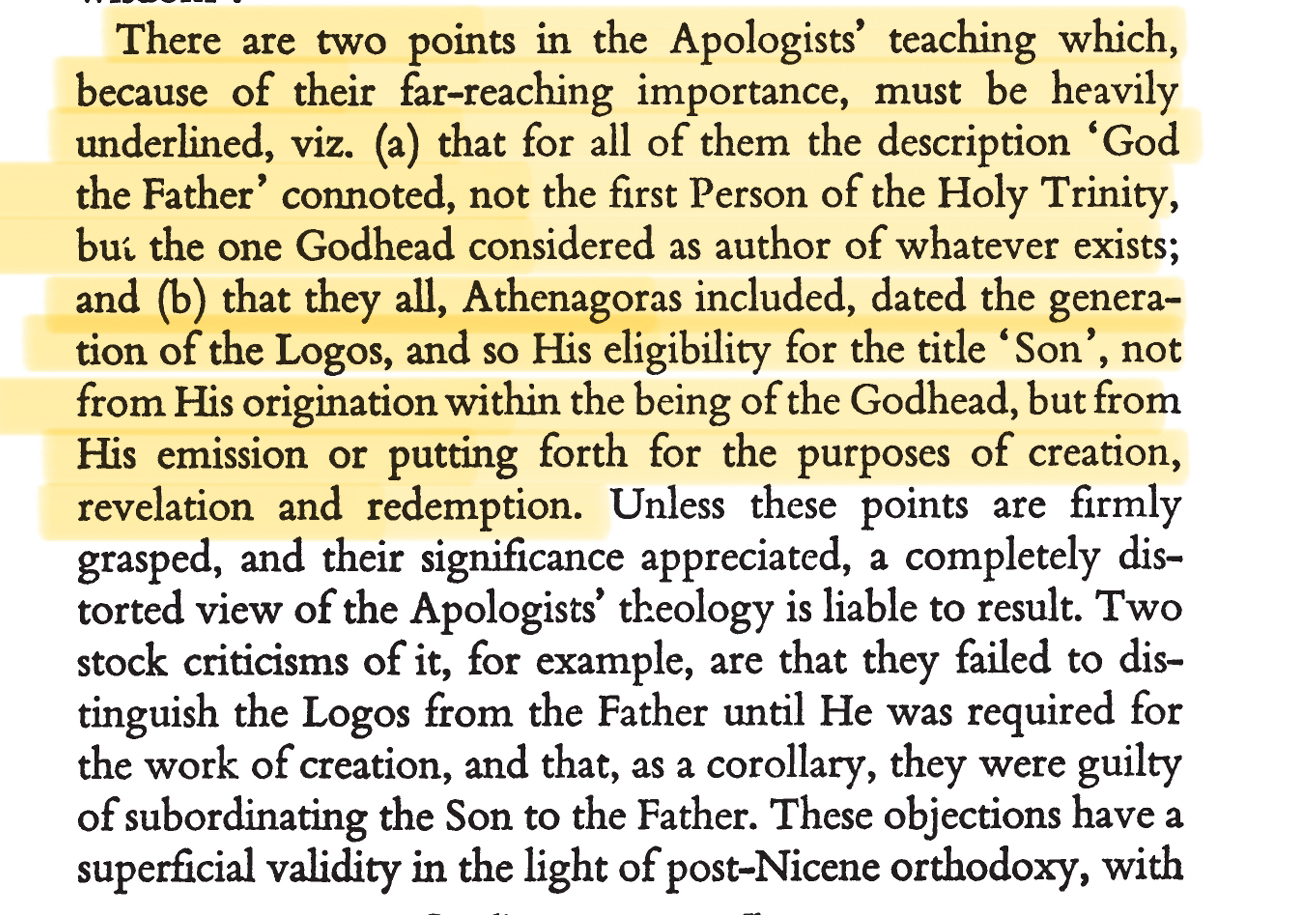 There are two points in the Apologists’ teaching which,
because of their far-reaching importance, must be heavily
underlined, viz. (a) that for all of them the description ‘God
the Father’ connoted, not the first Person of the Holy Trinity,
but the one Godhead considered as author of whatever exists;
and (b) that they all, Athenagoras included, dated the genera-
tion of the Logos, and so His eligibility for the title ‘Son’, not
from His origination within the being of the Godhead, but from
His emission or putting forth for the purposes of creation,
revelation and redemption. Unless these points are firmly
grasped, and their significance appreciated, a completely dis-
torted view of the Apologists’ theology is liable to result. Two
stock criticisms of it, for example, are that they failed to dis-
tinguish the Logos from the Father until He was required for
the work of creation, and that, as a corollary, they were guilty
of subordinating the Son to the Father. These objections have a
superficial validity in the light of post-Nicene orthodoxy, with